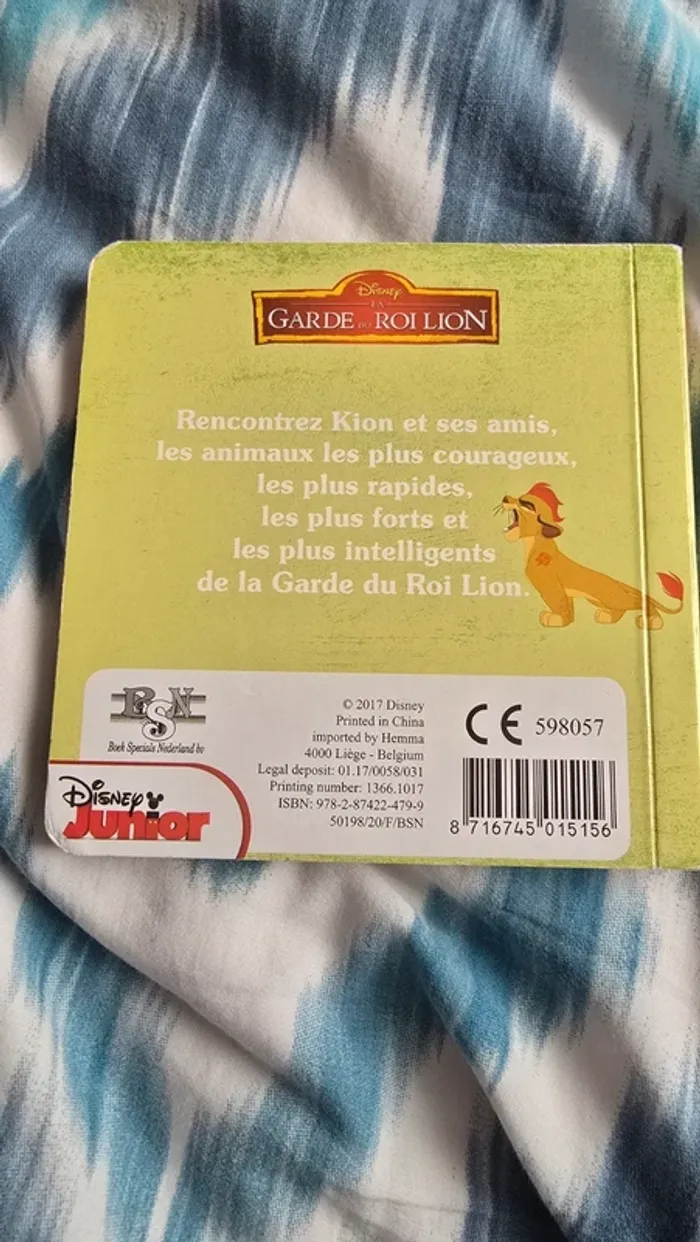 Disney
LA
GARDE DU ROI LION
Rencontrez Kion et ses amis,
les animaux les plus courageux,
les plus rapides,
les plus forts et
les plus intelligents
de la Garde du Roi Lion.
BSN
Boek Specials Nederland bv
Disney
Junior
© 2017 Disney
Printed in China
imported by Hemma
4000 Liège - Belgium
Legal deposit: 01.17/0058/031
Printing number: 1366.1017
ISBN: 978-2-87422-479-9
50198/20/F/BSN
CE 598057
8 716745 015156